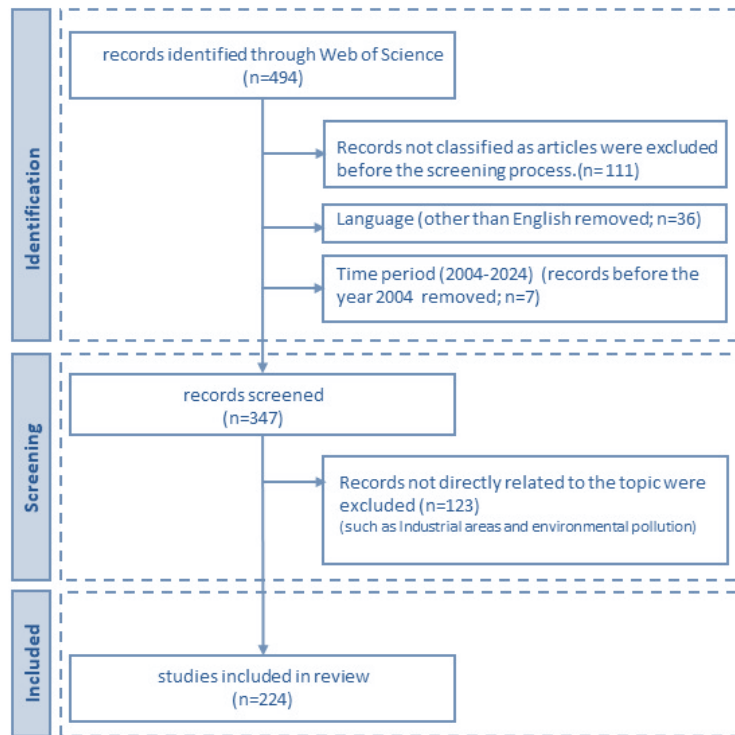 Identification
records identified through Web of Science
(n=494)
Records not classified as articles were excluded
before the screening process.(n=111)
Language (other than English removed; n=36)
Time period (2004-2024) (records before the
year 2004 removed; n=7)
Screening
records screened
(n=347)
Records not directly related to the topic were
excluded (n=123)
(such as Industrial areas and environmental pollution)
Included
studies included in review
(n=224)